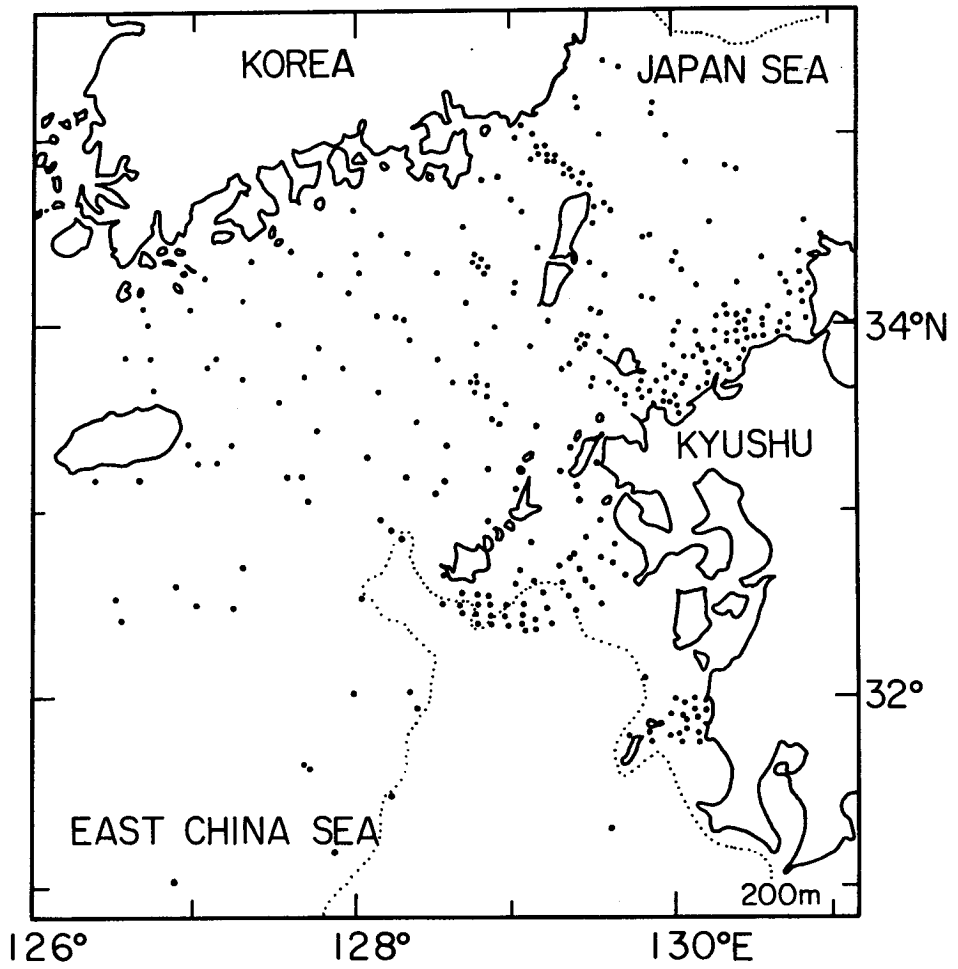 KOREA
JAPAN SEA
34°N
KYUSHU
32°
EAST CHINA SEA
200m
126°
128°
130°E